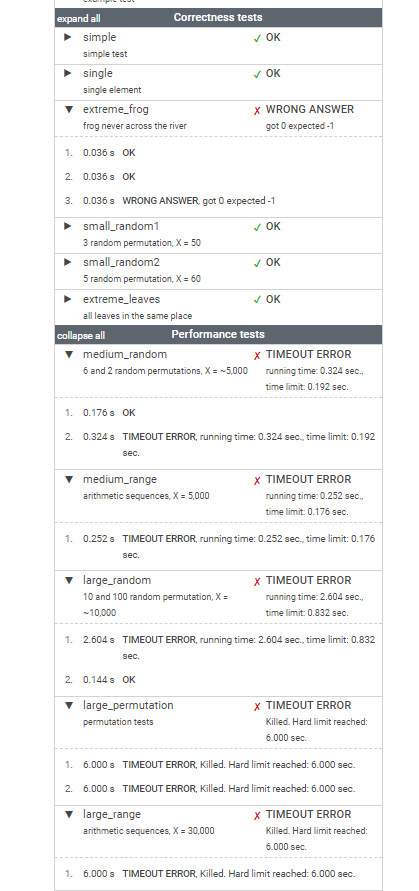 example test
expand all Correctness tests
▶ simple ✓ OK
simple test
▶ single ✓ OK
single element
▼ extreme_frog ✗ WRONG ANSWER
frog never across the river got 0 expected -1
1. 0.036 s OK
2. 0.036 s OK
3. 0.036 s WRONG ANSWER, got 0 expected -1
▶ small_random1 ✓ OK
3 random permutation, X = 50
▶ small_random2 ✓ OK
5 random permutation, X = 60
▶ extreme_leaves ✓ OK
all leaves in the same place
collapse all Performance tests
▼ medium_random ✗ TIMEOUT ERROR
6 and 2 random permutations, X = ~5,000 running time: 0.324 sec.,
time limit: 0.192 sec.
1. 0.176 s OK
2. 0.324 s TIMEOUT ERROR, running time: 0.324 sec., time limit: 0.192
sec.
▼ medium_range ✗ TIMEOUT ERROR
arithmetic sequences, X = 5,000 running time: 0.252 sec.,
time limit: 0.176 sec.
1. 0.252 s TIMEOUT ERROR, running time: 0.252 sec., time limit: 0.176
sec.
▼ large_random ✗ TIMEOUT ERROR
10 and 100 random permutation, X = running time: 2.604 sec.,
~10,000 time limit: 0.832 sec.
1. 2.604 s TIMEOUT ERROR, running time: 2.604 sec., time limit: 0.832
sec.
2. 0.144 s OK
▼ large_permutation ✗ TIMEOUT ERROR
permutation tests Killed. Hard limit reached:
6.000 sec.
1. 6.000 s TIMEOUT ERROR, Killed. Hard limit reached: 6.000 sec.
2. 6.000 s TIMEOUT ERROR, Killed. Hard limit reached: 6.000 sec.
▼ large_range ✗ TIMEOUT ERROR
arithmetic sequences, X = 30,000 Killed. Hard limit reached:
6.000 sec.
1. 6.000 s TIMEOUT ERROR, Killed. Hard limit reached: 6.000 sec.